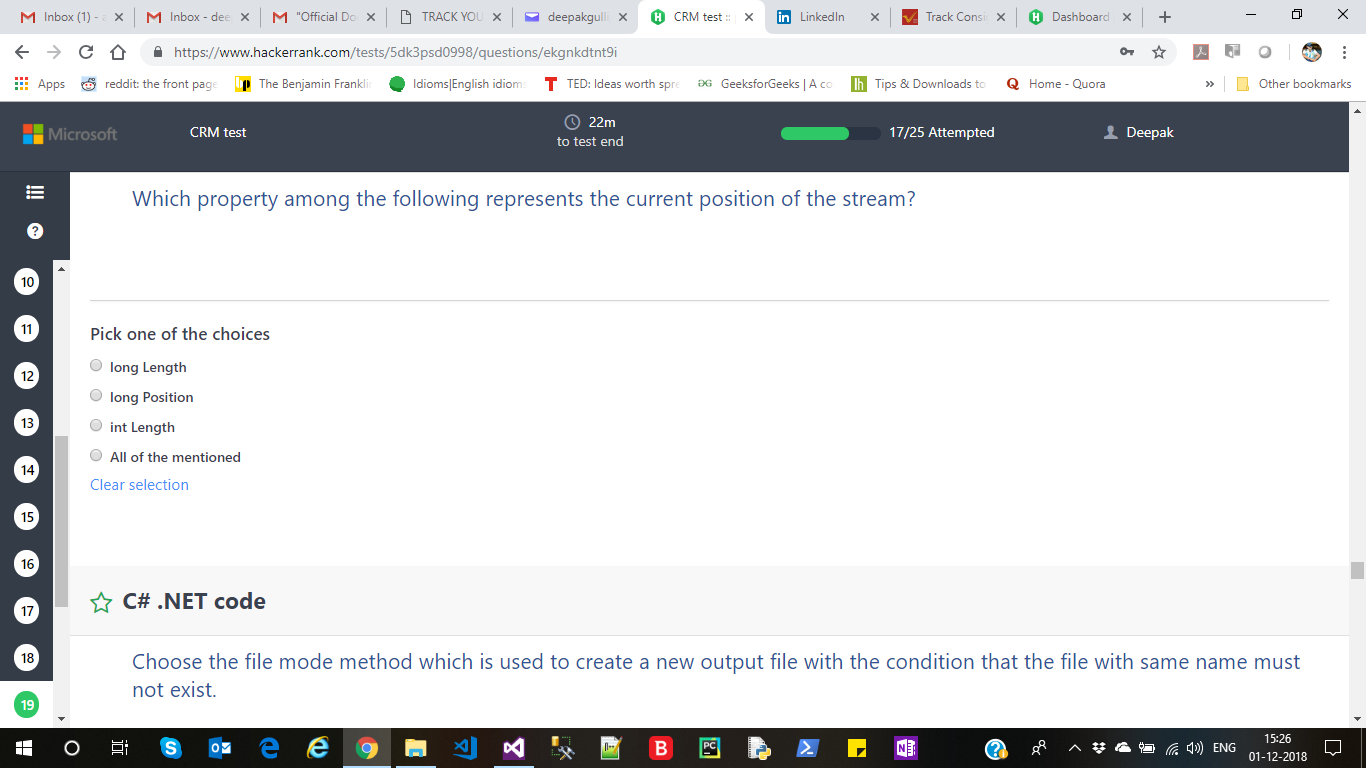 Inbox (1) - a
Inbox - dee
"Official Do
TRACK YOU
deepakgulli
CRM test ::
LinkedIn
Track Consi
Dashboard
https://www.hackerrank.com/tests/5dk3psd0998/questions/ekgnkdtnt9i
Apps
reddit: the front page
The Benjamin Franklin
Idioms|English idiom
TED: Ideas worth spre
GeeksforGeeks | A co
Tips & Downloads to
Home - Quora
»
Other bookmarks
Microsoft
CRM test
22m
to test end
17/25 Attempted
Deepak
Which property among the following represents the current position of the stream?
?
10
11
12
13
14
15
16
17
18
19
Pick one of the choices
long Length
long Position
int Length
All of the mentioned
Clear selection
C# .NET code
Choose the file mode method which is used to create a new output file with the condition that the file with same name must
not exist.
ENG
15:26
01-12-2018